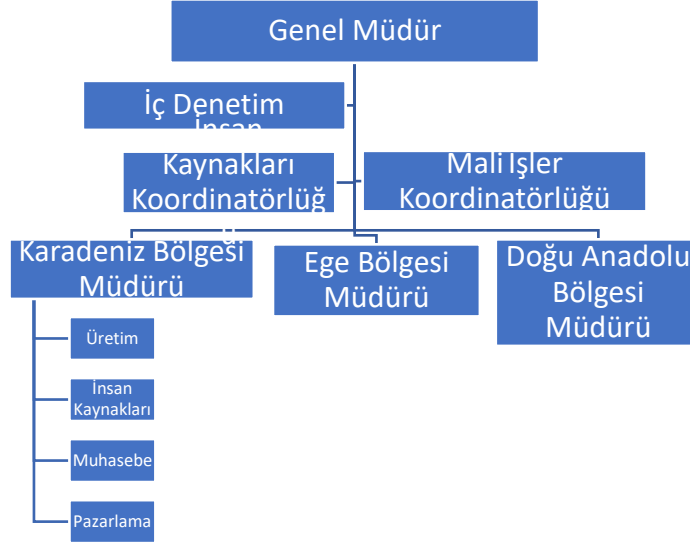 Genel Müdür
İç Denetim
İnsan
Kaynakları
Koordinatörlüğ
ü
Mali İşler
Koordinatörlüğü
Karadeniz Bölgesi
Müdürü
Ege Bölgesi
Müdürü
Doğu Anadolu
Bölgesi
Müdürü
Üretim
İnsan
Kaynakları
Muhasebe
Pazarlama